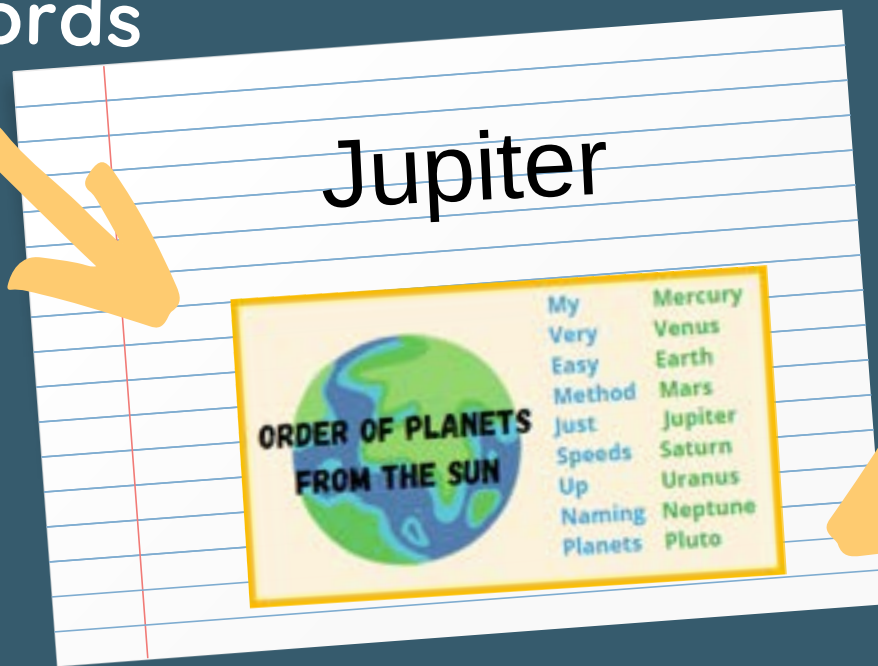 ords
Jupiter
ORDER OF PLANETS
FROM THE SUN
My Mercury
Very Venus
Easy Earth
Method Mars
Just Jupiter
Speeds Saturn
Up Uranus
Naming Neptune
Planets Pluto